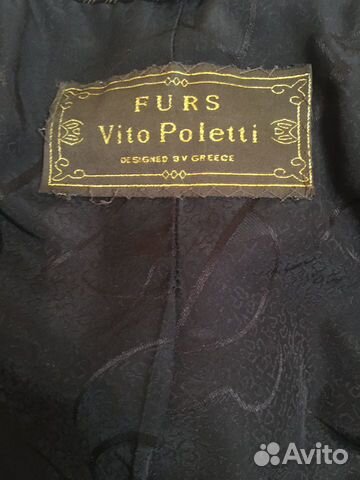 FURS
Vito Poletti
DESIGNED BY GREECE
Avito